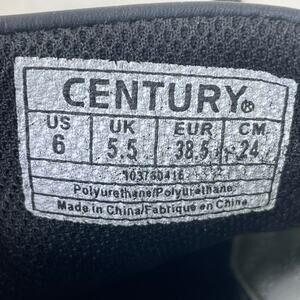 CENTURY®
US UK EUR CM
6 5.5 38.5 24
103760416
Polyurethane/Polyurethane
Made in China/Fabriqué en Chine